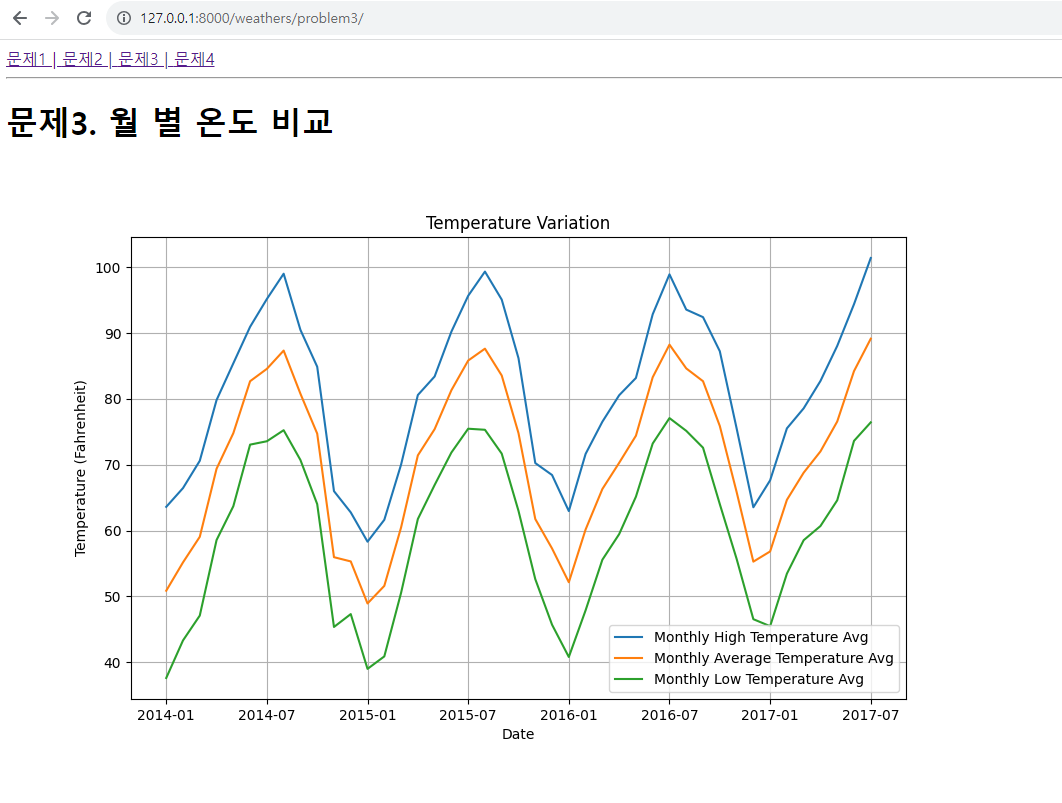 127.0.0.1:8000/weathers/problem3/
문제1 | 문제2 | 문제3 | 문제4
문제3. 월 별 온도 비교
Temperature Variation
Temperature (Fahrenheit)
100
90
80
70
60
50
40
Monthly High Temperature Avg
Monthly Average Temperature Avg
Monthly Low Temperature Avg
2014-01 2014-07 2015-01 2015-07 2016-01 2016-07 2017-01 2017-07
Date